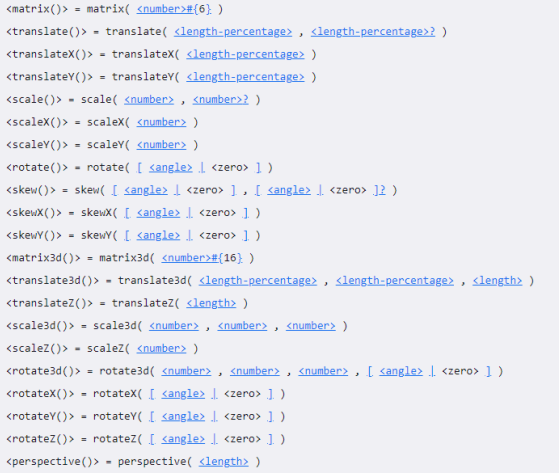 <matrix()> = matrix( <number>#{6} )
<translate()> = translate( <length-percentage> , <length-percentage>? )
<translateX()> = translateX( <length-percentage> )
<translateY()> = translateY( <length-percentage> )
<scale()> = scale( <number> , <number>? )
<scaleX()> = scaleX( <number> )
<scaleY()> = scaleY( <number> )
<rotate()> = rotate( [ <angle> | <zero> ] )
<skew()> = skew( [ <angle> | <zero> ] , [ <angle> | <zero> ]? )
<skewX()> = skewX( [ <angle> | <zero> ] )
<skewY()> = skewY( [ <angle> | <zero> ] )
<matrix3d()> = matrix3d( <number>#{16} )
<translate3d()> = translate3d( <length-percentage> , <length-percentage> , <length> )
<translateZ()> = translateZ( <length> )
<scale3d()> = scale3d( <number> , <number> , <number> )
<scaleZ()> = scaleZ( <number> )
<rotate3d()> = rotate3d( <number> , <number> , <number> , [ <angle> | <zero> ] )
<rotateX()> = rotateX( [ <angle> | <zero> ] )
<rotateY()> = rotateY( [ <angle> | <zero> ] )
<rotateZ()> = rotateZ( [ <angle> | <zero> ] )
<perspective()> = perspective( <length> )